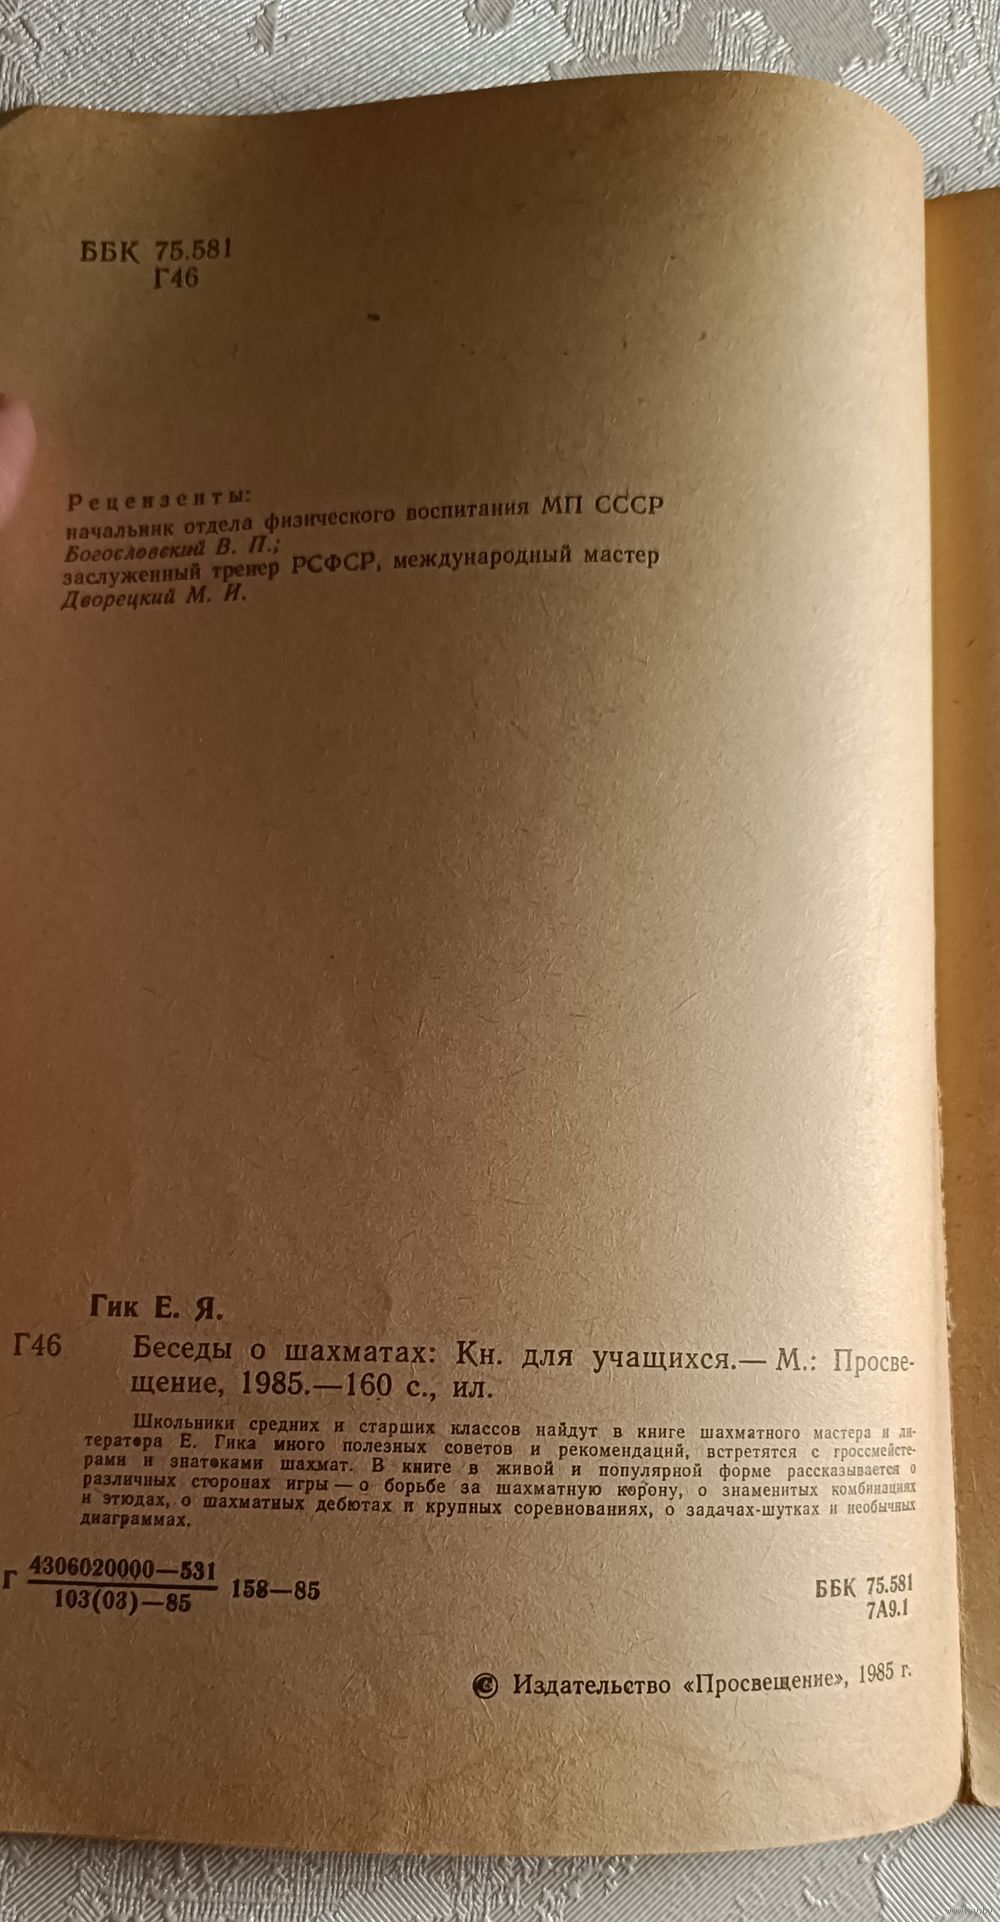 ББК 75.581
Г46
Рецензенты:
начальник отдела физического воспитания МП СССР
Богословский В. П.;
заслуженный тренер РСФСР, международный мастер
Дворецкий М. И.
Гик Е. Я.
Г46 Беседы о шахматах: Кн. для учащихся.— М.: Просве-
щение, 1985.—160 с., ил.
Школьники средних и старших классов найдут в книге шахматного мастера и ли-
тератора Е. Гика много полезных советов и рекомендаций, встретятся с гроссмейсте-
рами и знатоками шахмат. В книге в живой и популярной форме рассказывается о
различных сторонах игры — о борьбе за шахматную корону, о знаменитых комбинациях
и этюдах, о шахматных дебютах и крупных соревнованиях, о задачах-шутках и необычных
диаграммах.
Г 4306020000—531
103(03)—85 158—85
ББК 75.581
7А9.1
© Издательство «Просвещение», 1985 г.